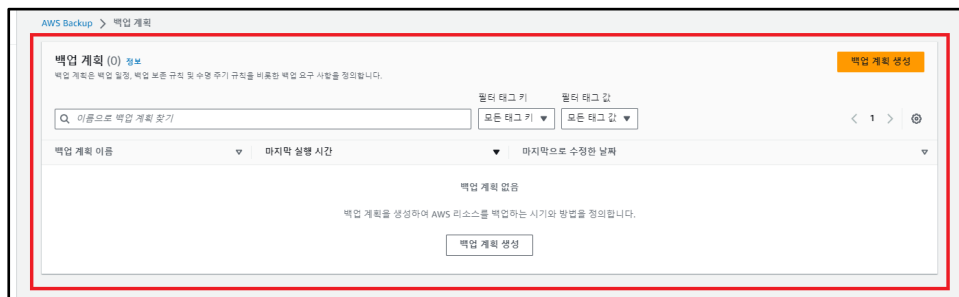 AWS Backup > 백업 계획
백업 계획 (0) 정보
백업 계획 생성
백업 계획은 백업 일정, 백업 보존 규칙 및 수명 주기 규칙을 비롯한 백업 요구 사항을 정의합니다.
필터 태그 키 필터 태그 값
이름으로 백업 계획 찾기 모든 태그 키 ▼ 모든 태그 값 ▼ < 1 >
백업 계획 이름 ▽ 마지막 실행 시간 ▼ 마지막으로 수정한 날짜 ▽
백업 계획 없음
백업 계획을 생성하여 AWS 리소스를 백업하는 시기와 방법을 정의합니다.
백업 계획 생성